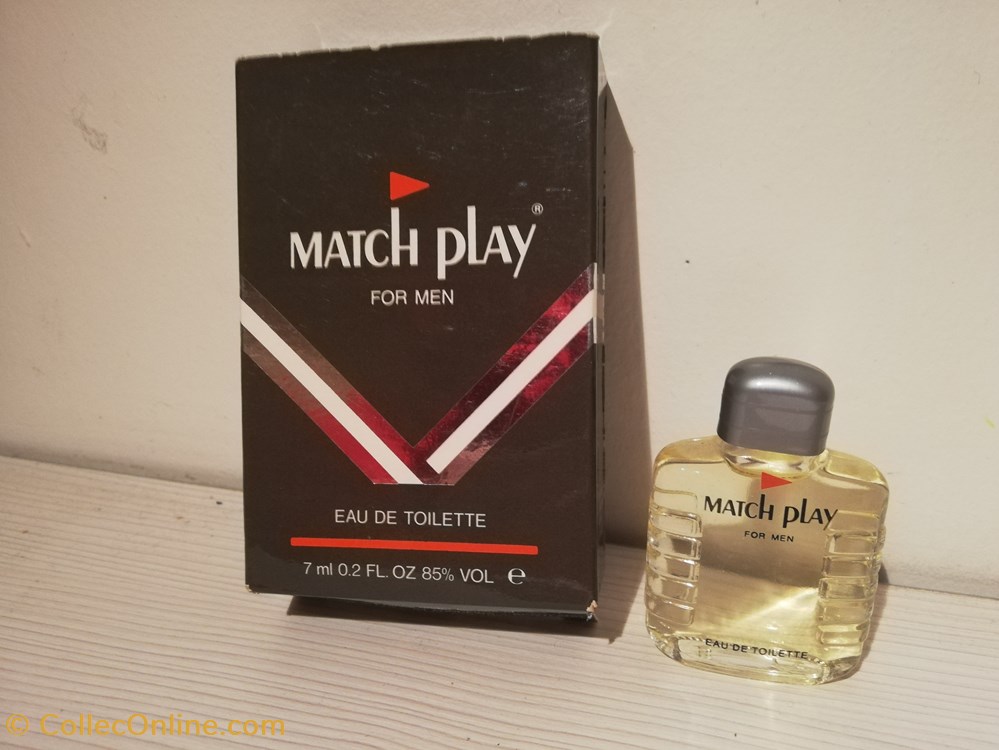 MATCH PLAY®
FOR MEN
EAU DE TOILETTE
7 ml 0.2 FL. OZ 85% VOL ℮
MATCH PLAY
FOR MEN
EAU DE TOILETTE
© CollecOnline.com